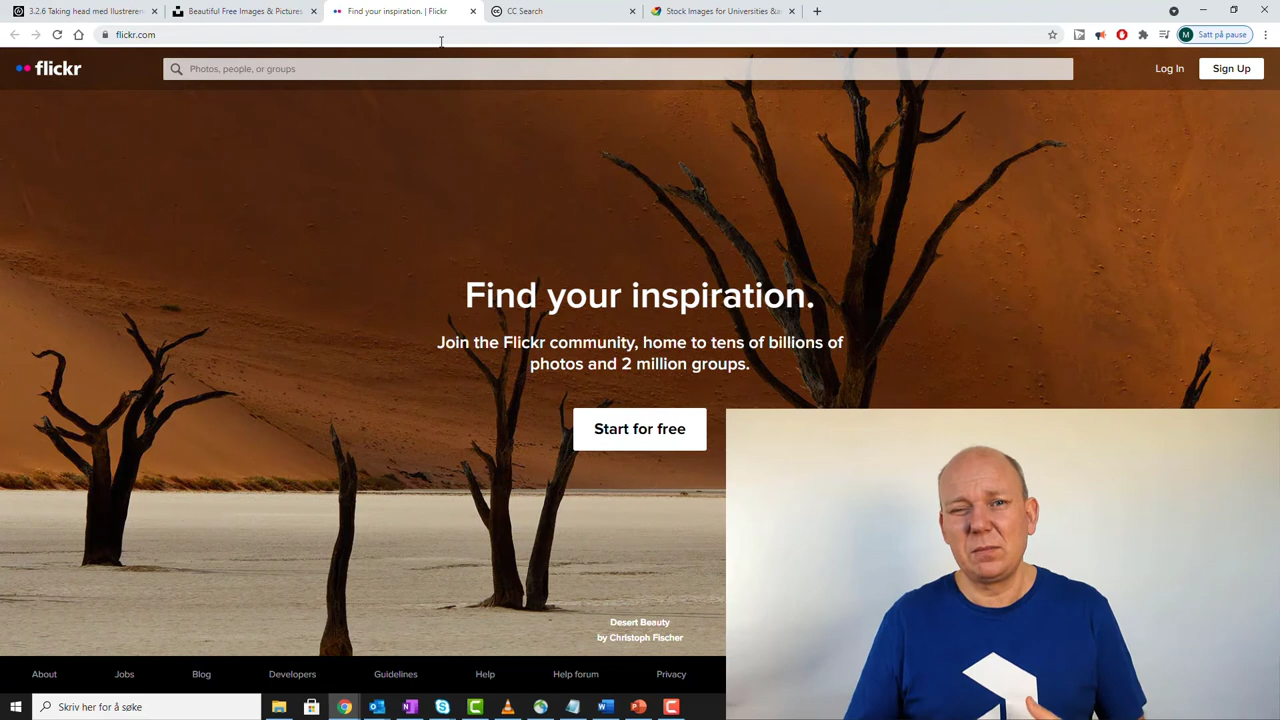 3.2.6 Taking head med Illustreren
Beautiful Free Images & Pictures
Find your inspiration. | Flickr
CC Search
Stock Images for Universities &a
flickr.com
Satt på pause
M
flickr
Photos, people, or groups
Log In
Sign Up
Find your inspiration.
Join the Flickr community, home to tens of billions of
photos and 2 million groups.
Start for free
Desert Beauty
by Christoph Fischer
About
Jobs
Blog
Developers
Guidelines
Help
Help forum
Privacy
Skriv her for å søke